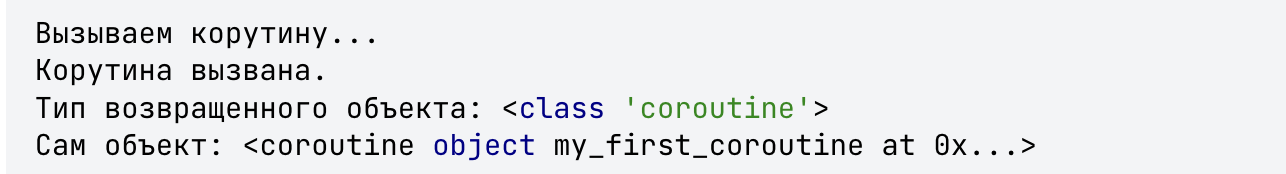 Вызываем корутину...
Корутина вызвана.
Тип возвращенного объекта: <class 'coroutine'>
Сам объект: <coroutine object my_first_coroutine at 0x...>